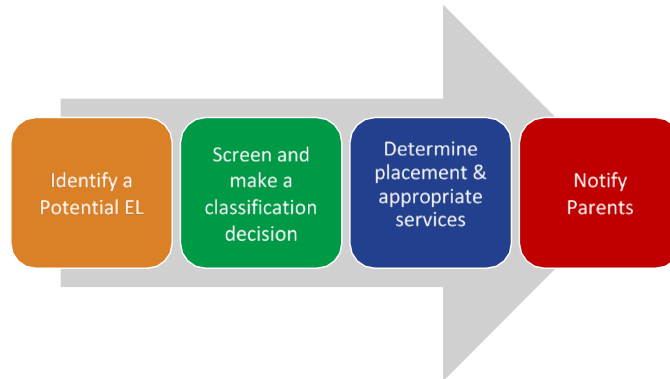 Identify a
Potential EL
Screen and
make a
classification
decision
Determine
placement &
appropriate
services
Notify
Parents